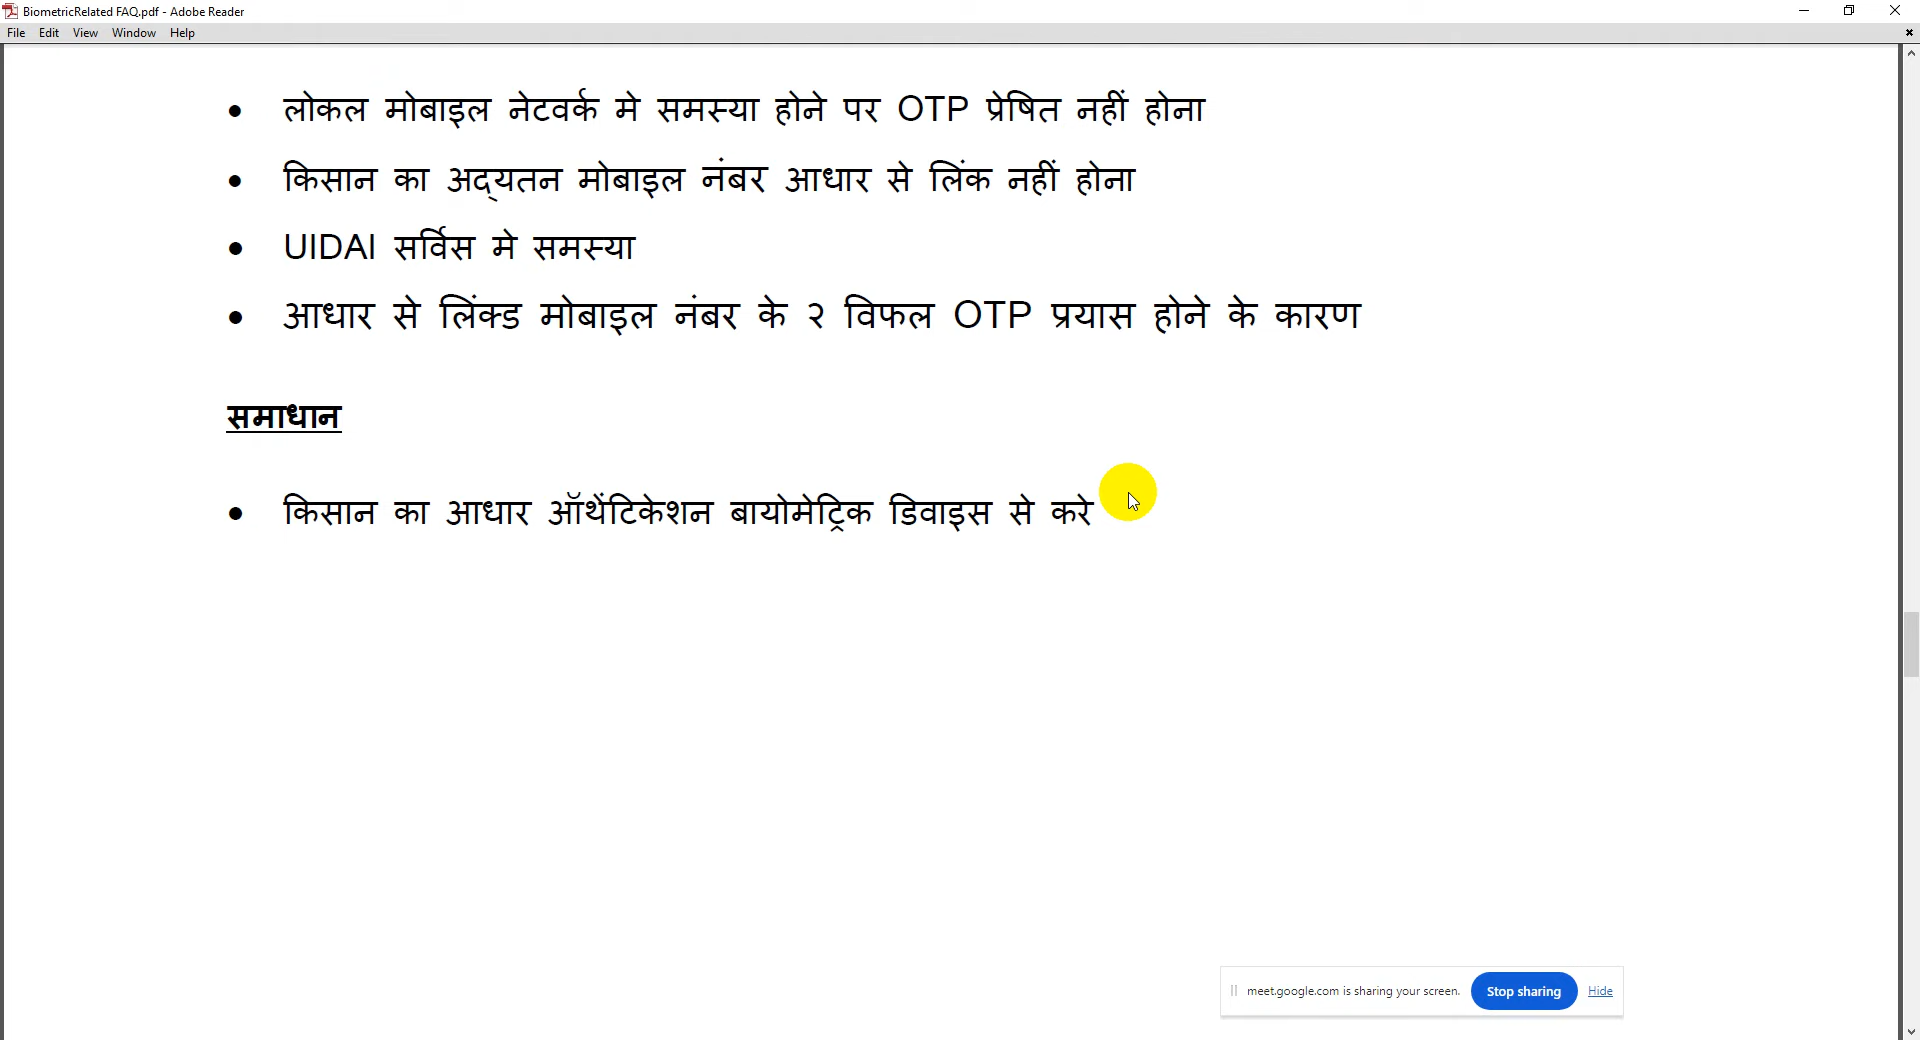 BiometricRelated FAQ.pdf - Adobe Reader
File Edit View Window Help
• लोकल मोबाइल नेटवर्क मे समस्या होने पर OTP प्रेषित नहीं होना
• किसान का अद्यतन मोबाइल नंबर आधार से लिंक नहीं होना
• UIDAI सर्विस मे समस्या
• आधार से लिंक्ड मोबाइल नंबर के २ विफल OTP प्रयास होने के कारण
समाधान
• किसान का आधार ऑथेंटिकेशन बायोमेट्रिक डिवाइस से करे
meet.google.com is sharing your screen. Stop sharing Hide